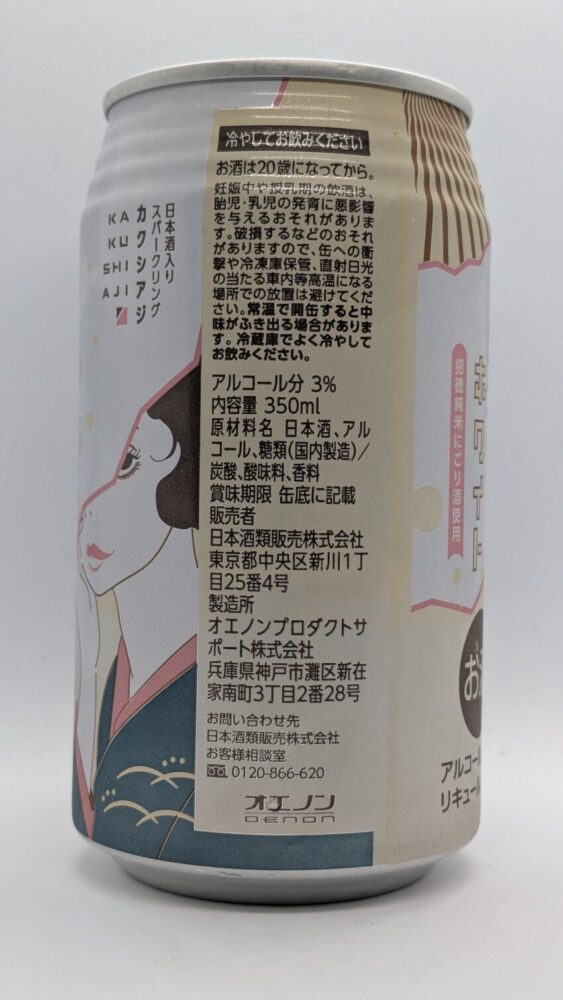 冷やしてお飲みください
お酒は20歳になってから。
妊娠中や授乳期の飲酒は、
胎児・乳児の発育に悪影響
を与えるおそれがありま
す。破損するなどのおそれ
がありますので、缶への衝
撃や冷凍庫保管、直射日光
の当たる車内等高温になる
場所での放置は避けてくだ
さい。常温で開缶すると中
味がふき出る場合がありま
す。冷蔵庫でよく冷やして
お飲みください。
アルコール分 3%
内容量 350ml
原材料名 日本酒、アル
コール、糖類(国内製造)/
炭酸、酸味料、香料
賞味期限 缶底に記載
販売者
日本酒類販売株式会社
東京都中央区新川1丁
目25番4号
製造所
オエノンプロダクトサ
ポート株式会社
兵庫県神戸市灘区新在
家南町3丁目2番28号
お問い合わせ先
日本酒類販売株式会社
お客様相談室
0120-866-620
オエノン
OENON
日本酒入り
スパークリング
カクシアジ
KA
KU
SHI
AJI
ホワイト
招徳純米にごり酒使用
お
アルコール
リキュール